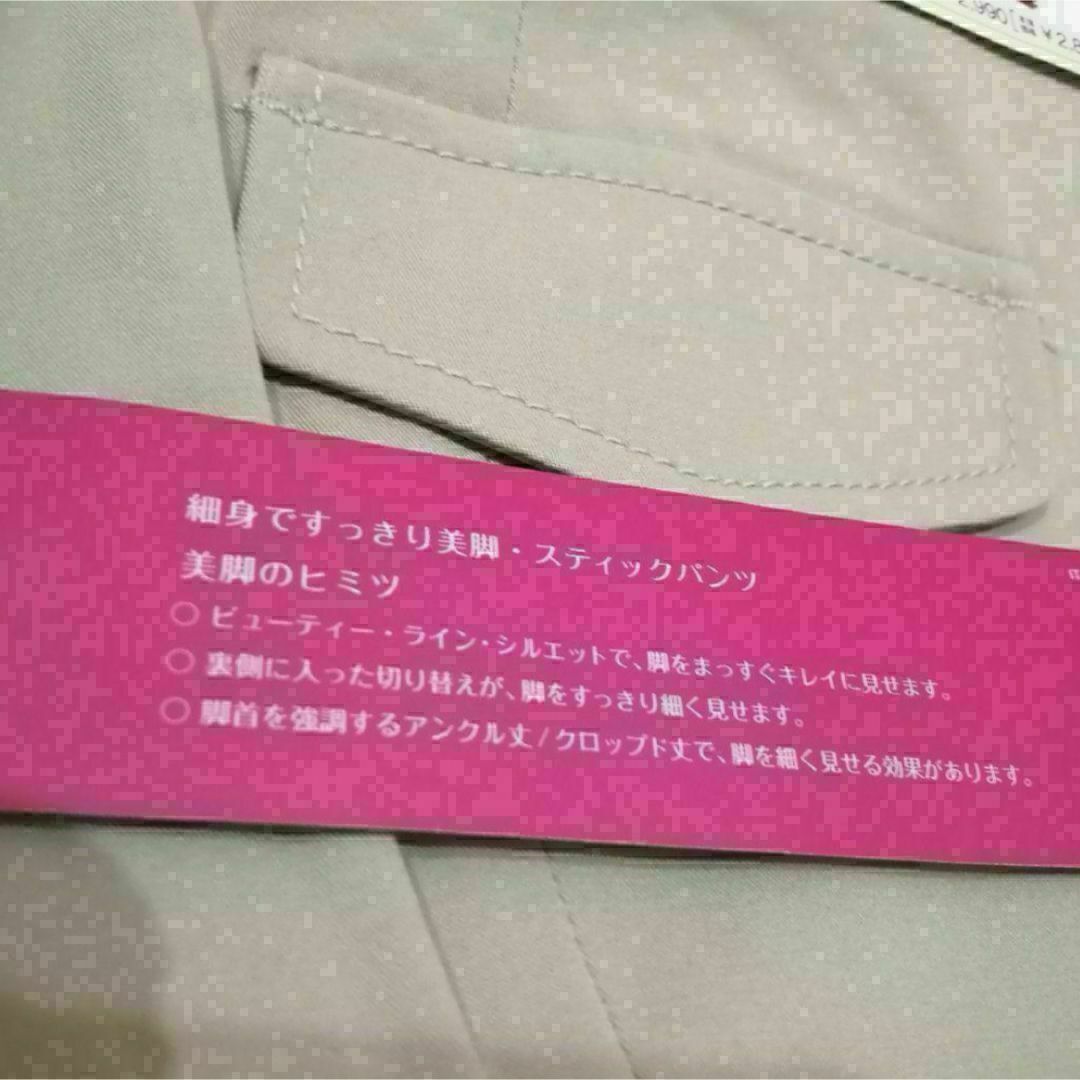 2,990
¥2,8
細身ですっきり美脚・スティックパンツ
美脚のヒミツ
○ ビューティー・ライン・シルエットで、脚をまっすぐキレイに見せます。
○ 裏側に入った切り替えが、脚をすっきり細く見せます。
○ 脚首を強調するアンクル丈/クロップド丈で、脚を細く見せる効果があります。